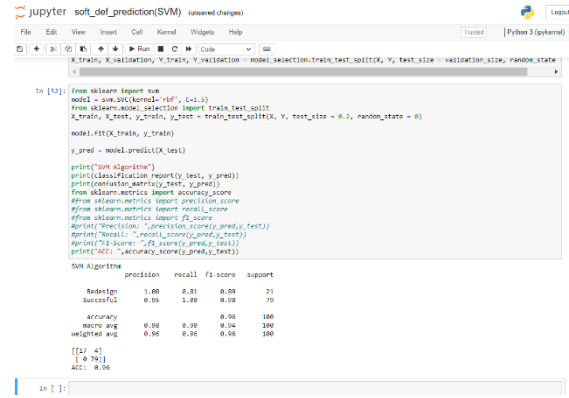 jupyter soft_def_prediction(SVM) (unsaved changes)
Logout
File Edit View Insert Cell Kernel Widgets Help
Trusted Python 3 (ipykernel)
Run Code
X_train, X_validation, Y_train, Y_validation = model_selection.train_test_split(X, Y, test_size = validation_size, random_state
In [52]: from sklearn import svm
model = svm.SVC(kernel='rbf', C=1.5)
from sklearn.model_selection import train_test_split
X_train, X_test, y_train, y_test = train_test_split(X, Y, test_size = 0.2, random_state = 0)
model.fit(X_train, y_train)
y_pred = model.predict(X_test)
print("SVM Algorithm")
print(classification_report(y_test, y_pred))
print(confusion_matrix(y_test, y_pred))
from sklearn.metrics import accuracy_score
#from sklearn.metrics import precision_score
#from sklearn.metrics import recall_score
#from sklearn.metrics import f1_score
#print("Precision: ",precision_score(y_pred,y_test))
#print("Recall: ",recall_score(y_pred,y_test))
#print("F1-Score: ",f1_score(y_pred,y_test))
print("ACC: ",accuracy_score(y_pred,y_test))
SVM Algorithm
precision recall f1-score support
Redesign 1.00 0.81 0.89 21
Succesful 0.96 1.00 0.98 79
accuracy 0.96 100
macro avg 0.98 0.90 0.94 100
weighted avg 0.96 0.96 0.96 100
[[17 4]
[ 0 79]]
ACC: 0.96
In [ ]: